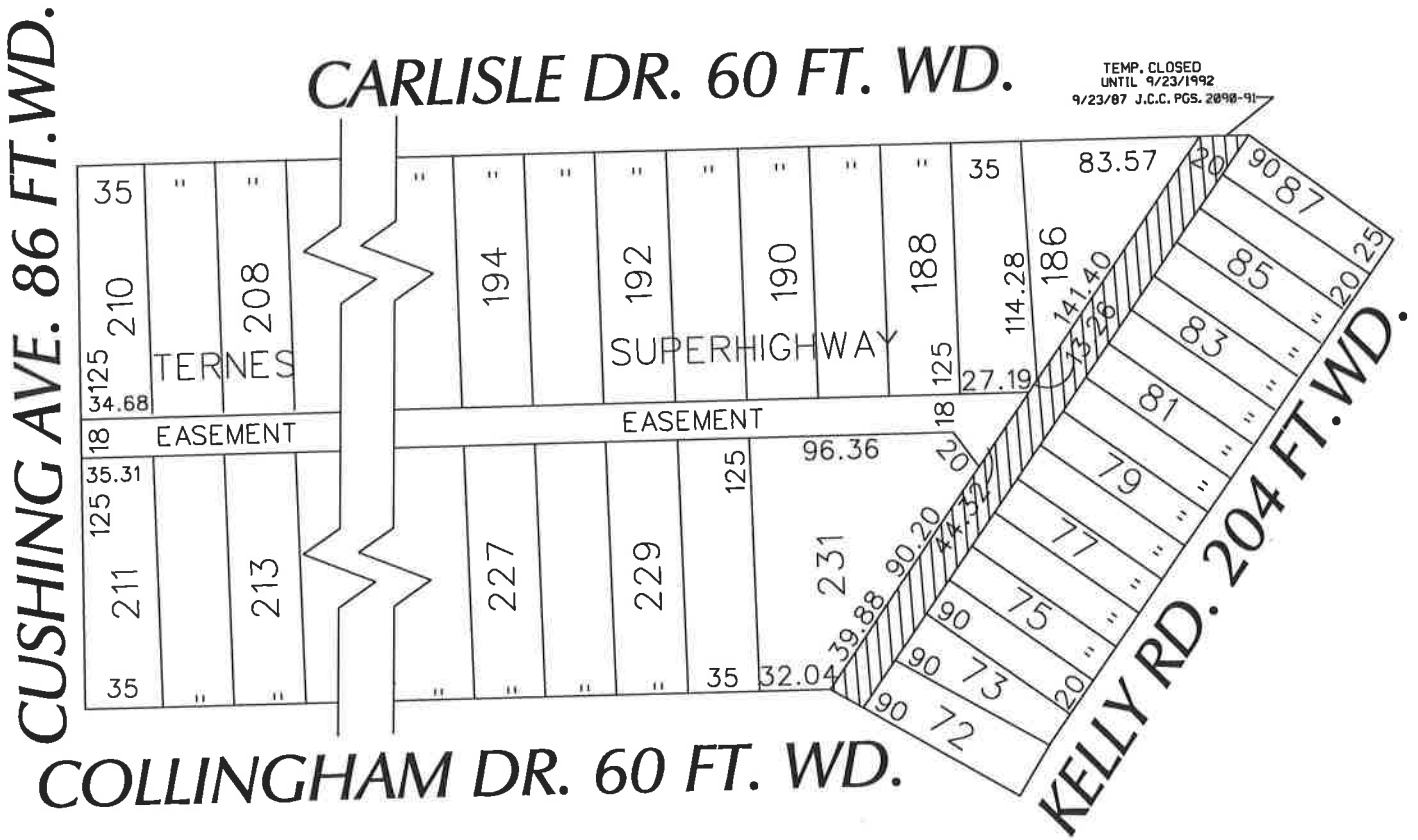 CUSHING AVE. 86 FT.WD.
CARLISLE DR. 60 FT. WD.
TEMP. CLOSED
UNTIL 9/23/1992
9/23/87 J.C.C. PGS. 2090-91
35 " " " " " " " " " 35 83.57 20
210 208 194 192 190 188 114.28 186 141.40
125 125 27.19 13.26
34.68
TERNES SUPERHIGHWAY
18 EASEMENT EASEMENT 18
35.31 125 96.36 20
125
211 213 227 229 231 90.20 44.32
39.88
35 " " " " " 35 32.04
90 87 25
85 20
83 "
81 "
79 "
77 "
75 "
90
90 73 20
90 72
KELLY RD. 204 FT.WD.
COLLINGHAM DR. 60 FT. WD.